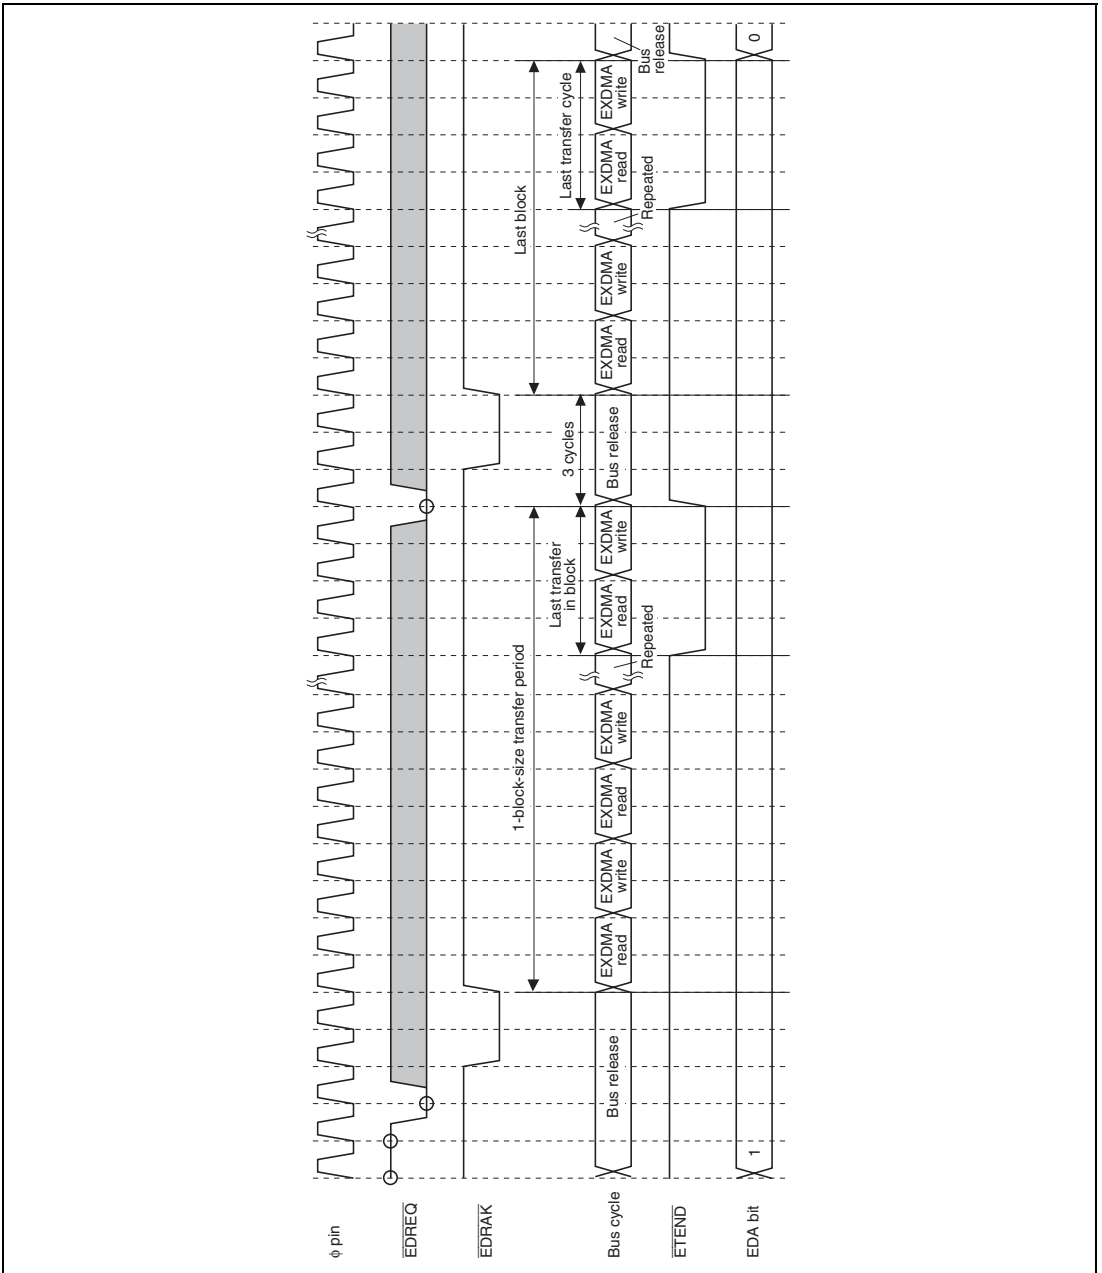 φ pin
EDREQ
EDRAK
1-block-size transfer period
Last block
Last transfer
in block
3 cycles
Last transfer cycle
Bus cycle
Bus release
EXDMA
read
EXDMA
write
EXDMA
read
EXDMA
write
Repeated
EXDMA
read
EXDMA
write
Bus release
EXDMA
read
EXDMA
write
Repeated
EXDMA
read
EXDMA
write
Bus
release
ETEND
EDA bit
1
0